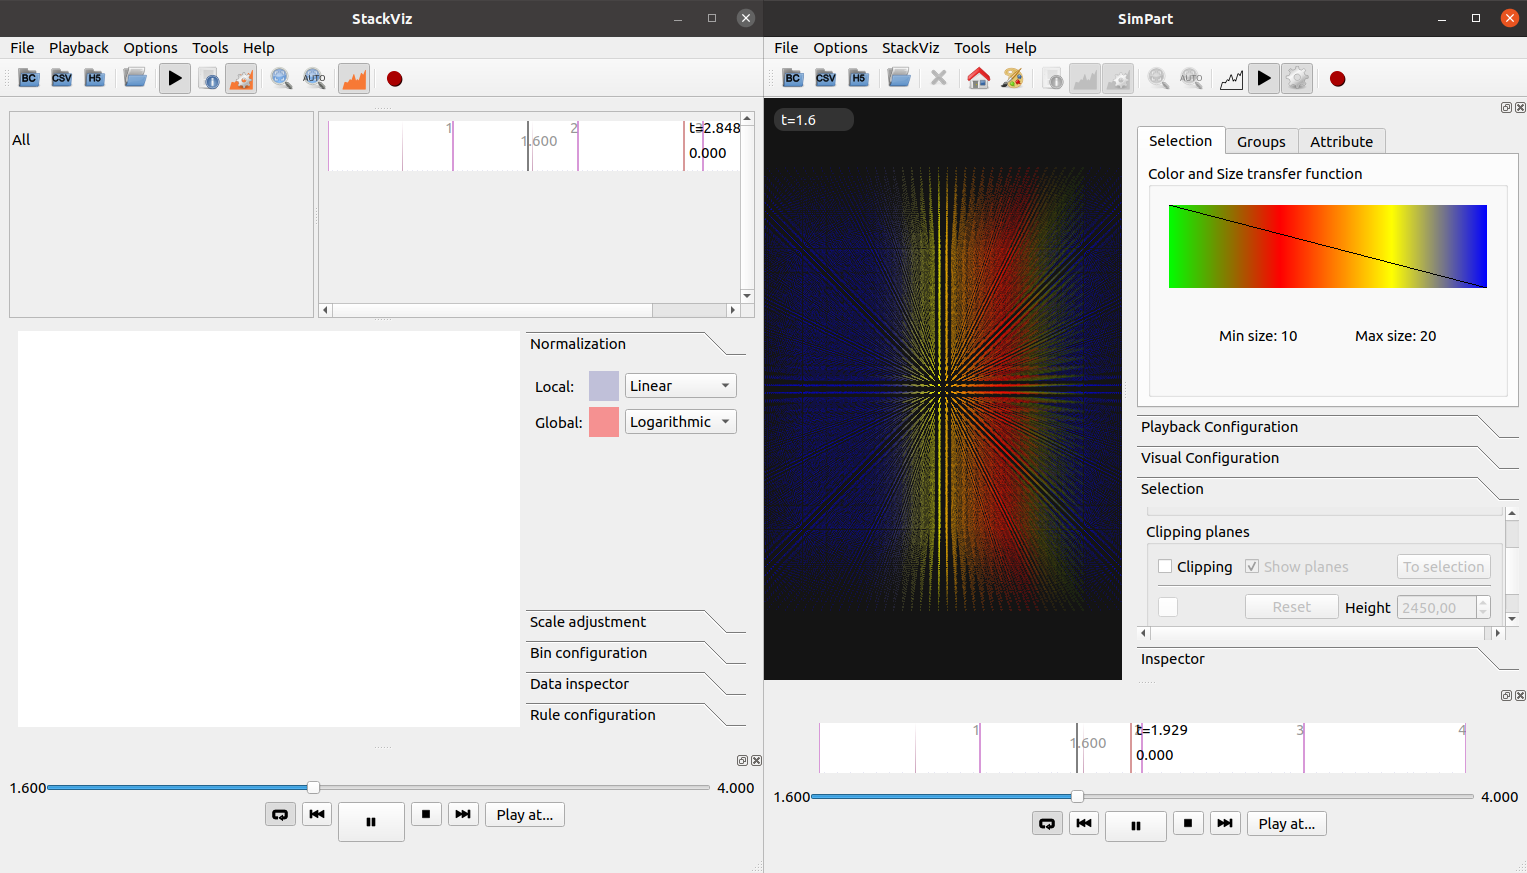 StackViz
File Playback Options Tools Help
BC CSV H5 AUTO
All
1 2 t=2.848
1.600
0.000
Normalization
Local: Linear
Global: Logarithmic
Scale adjustment
Bin configuration
Data inspector
Rule configuration
1.600 4.000
Play at...
SimPart
File Options StackViz Tools Help
BC CSV H5 AUTO
t=1.6
Selection Groups Attribute
Color and Size transfer function
Min size: 10 Max size: 20
Playback Configuration
Visual Configuration
Selection
Clipping planes
Clipping Show planes To selection
Reset Height 2450,00
Inspector
1 t=1.929 3 4
1.600
0.000
1.600 4.000
Play at...